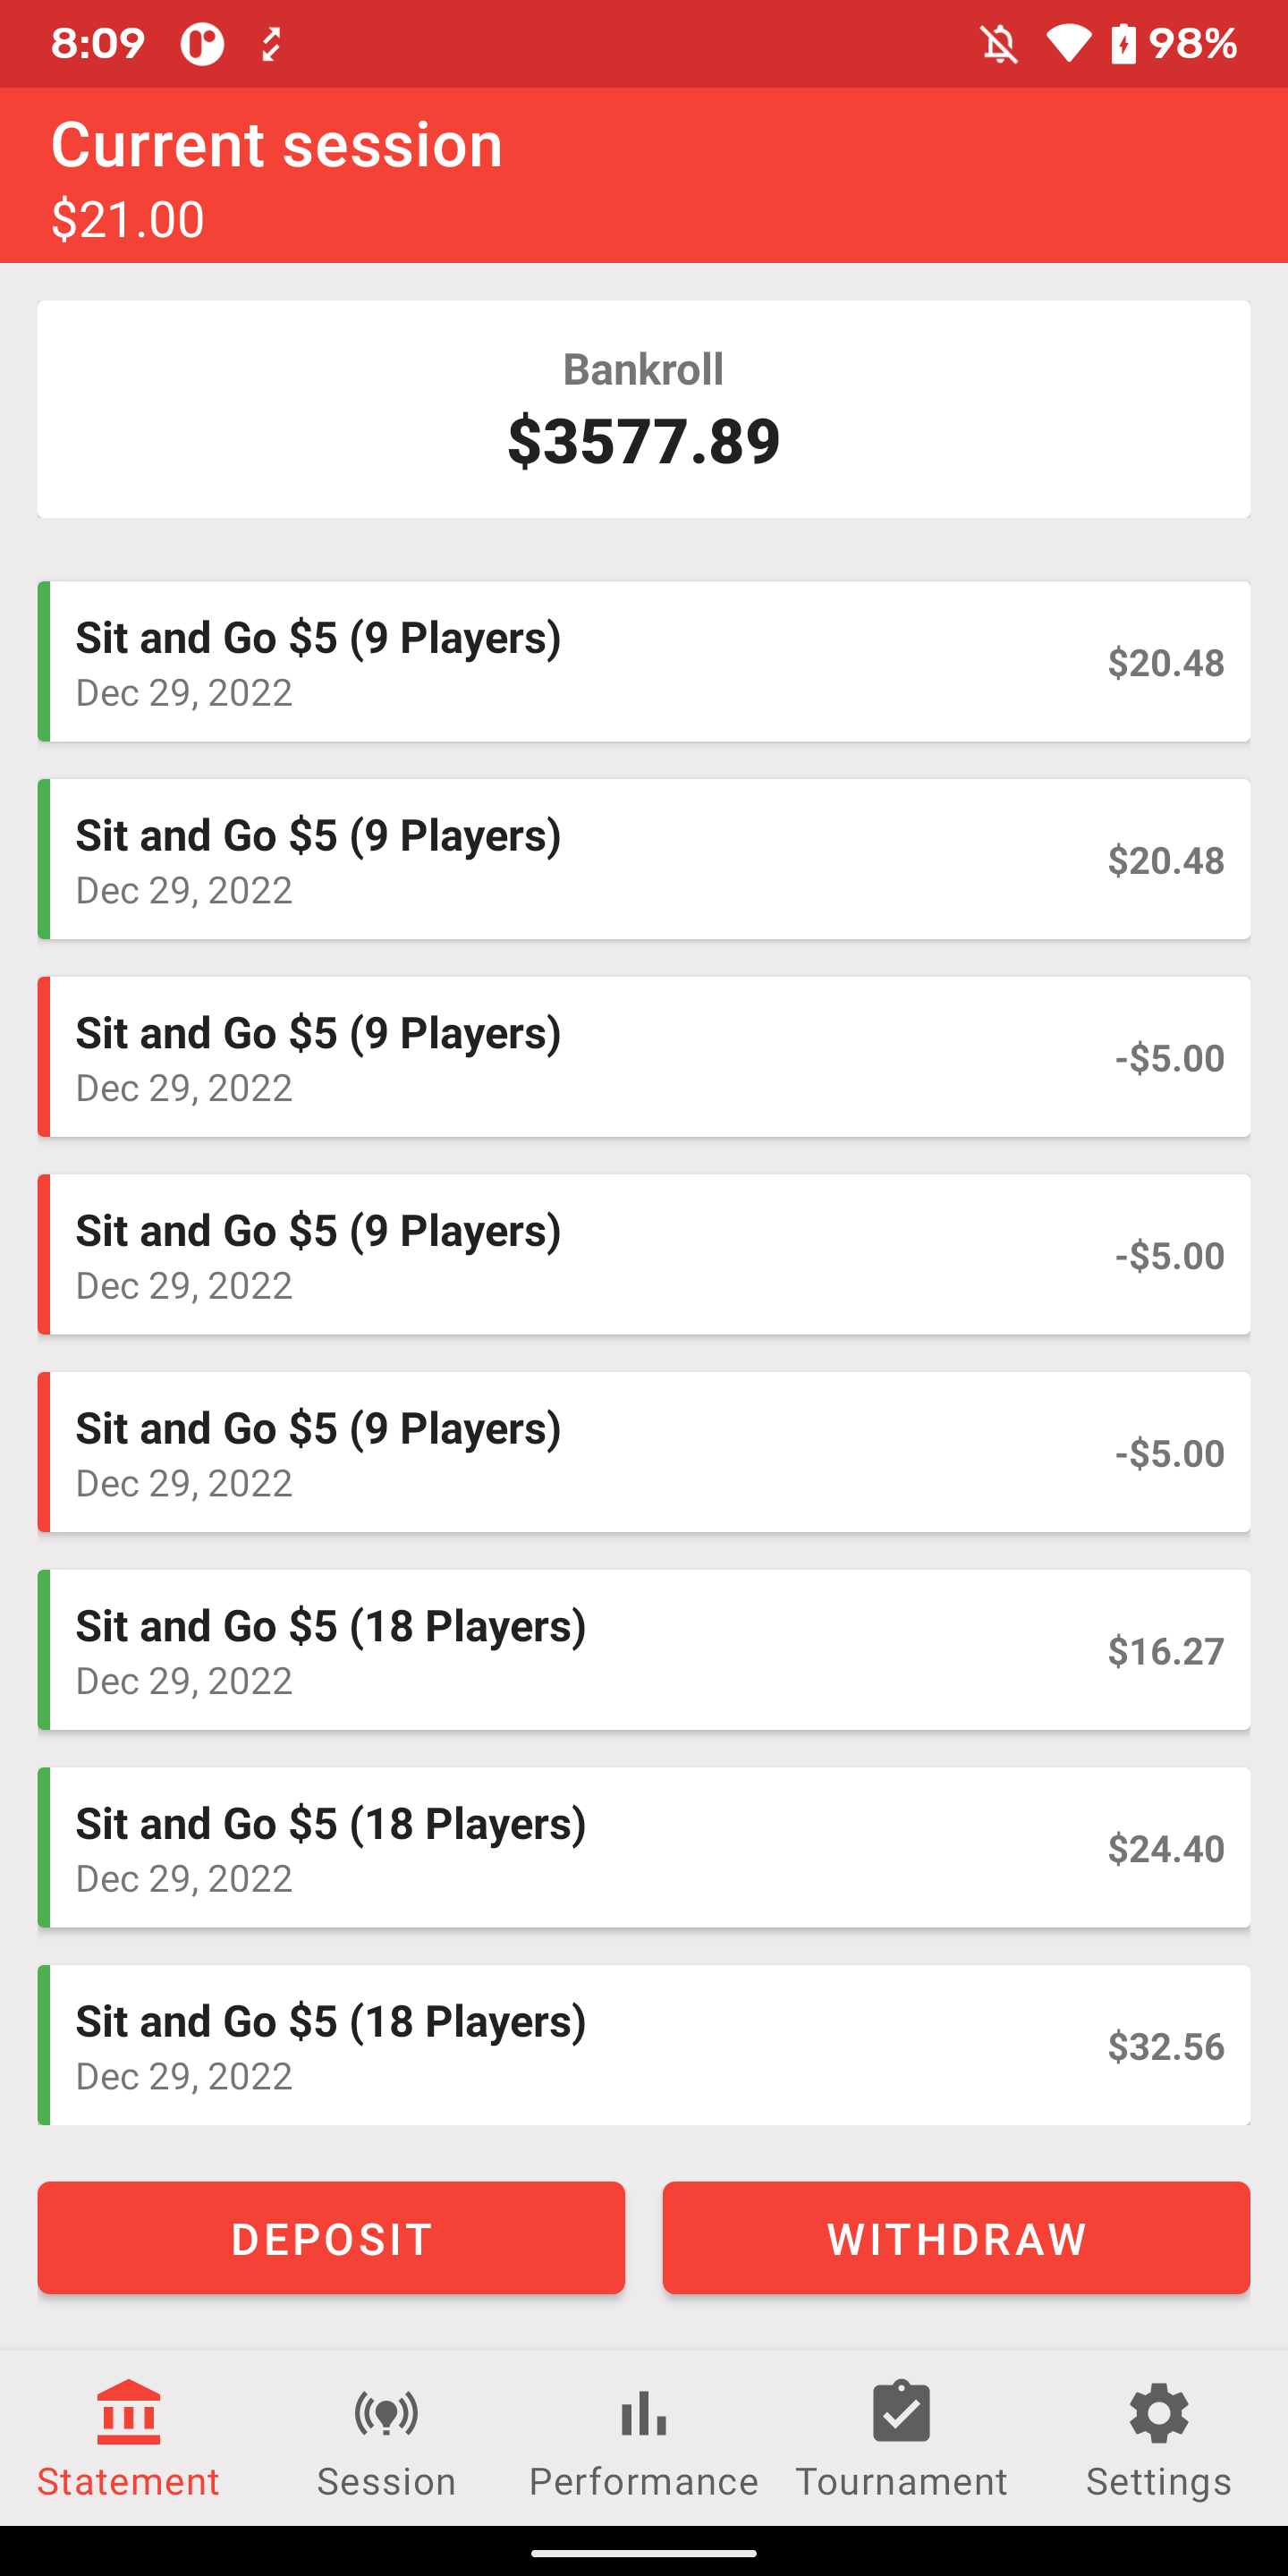 8:09
98%
Current session
$21.00
Bankroll
$3577.89
Sit and Go $5 (9 Players)
Dec 29, 2022
$20.48
Sit and Go $5 (9 Players)
Dec 29, 2022
$20.48
Sit and Go $5 (9 Players)
Dec 29, 2022
-$5.00
Sit and Go $5 (9 Players)
Dec 29, 2022
-$5.00
Sit and Go $5 (9 Players)
Dec 29, 2022
-$5.00
Sit and Go $5 (18 Players)
Dec 29, 2022
$16.27
Sit and Go $5 (18 Players)
Dec 29, 2022
$24.40
Sit and Go $5 (18 Players)
Dec 29, 2022
$32.56
DEPOSIT
WITHDRAW
Statement
Session
Performance
Tournament
Settings